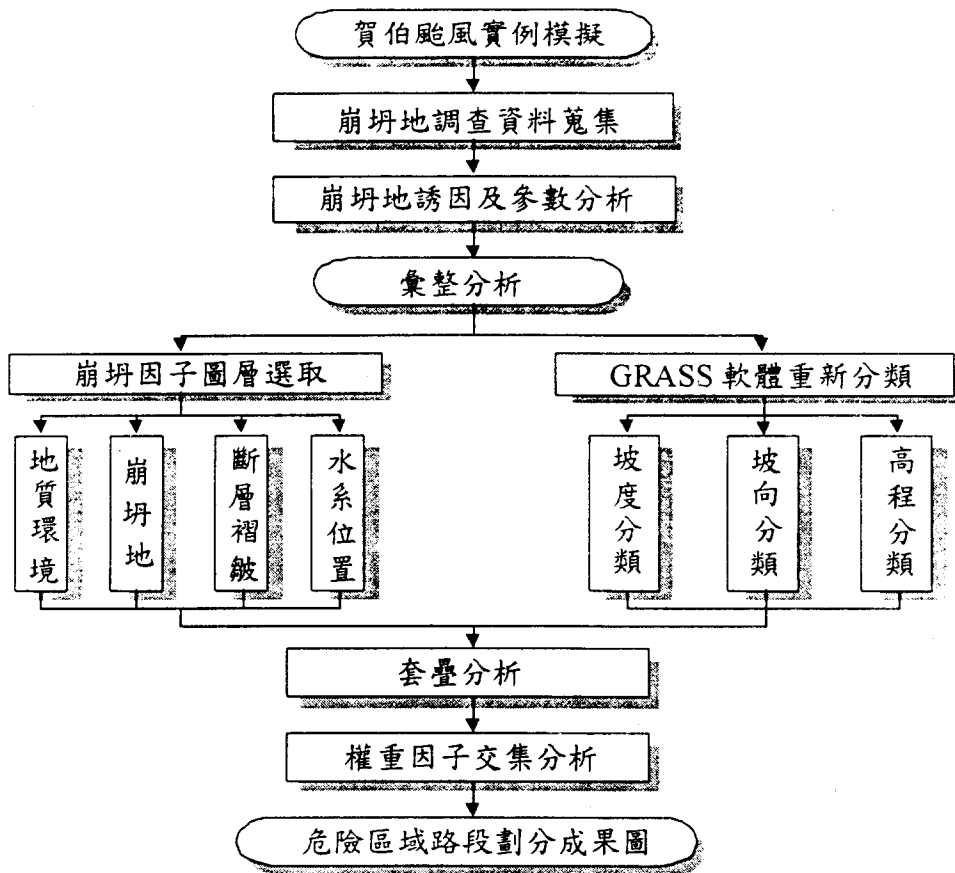 賀伯颱風實例模擬
崩坍地調查資料蒐集
崩坍地誘因及參數分析
彙整分析
崩坍因子圖層選取
GRASS 軟體重新分類
地質環境
崩坍地
斷層褶皺
水系位置
坡度分類
坡向分類
高程分類
套疊分析
權重因子交集分析
危險區域路段劃分成果圖